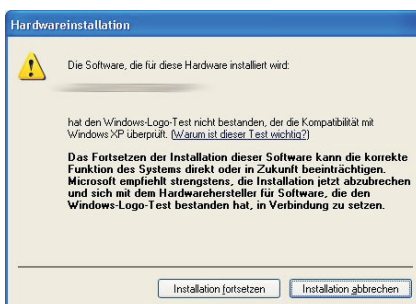 Hardwareinstallation
Die Software, die für diese Hardware installiert wird:
hat den Windows-Logo-Test nicht bestanden, der die Kompatibilität mit
Windows XP überprüft. (Warum ist dieser Test wichtig?)
Das Fortsetzen der Installation dieser Software kann die korrekte
Funktion des Systems direkt oder in Zukunft beeinträchtigen.
Microsoft empfiehlt strengstens, die Installation jetzt abzubrechen
und sich mit dem Hardwarehersteller für Software, die den
Windows-Logo-Test bestanden hat, in Verbindung zu setzen.
Installation fortsetzen
Installation abbrechen